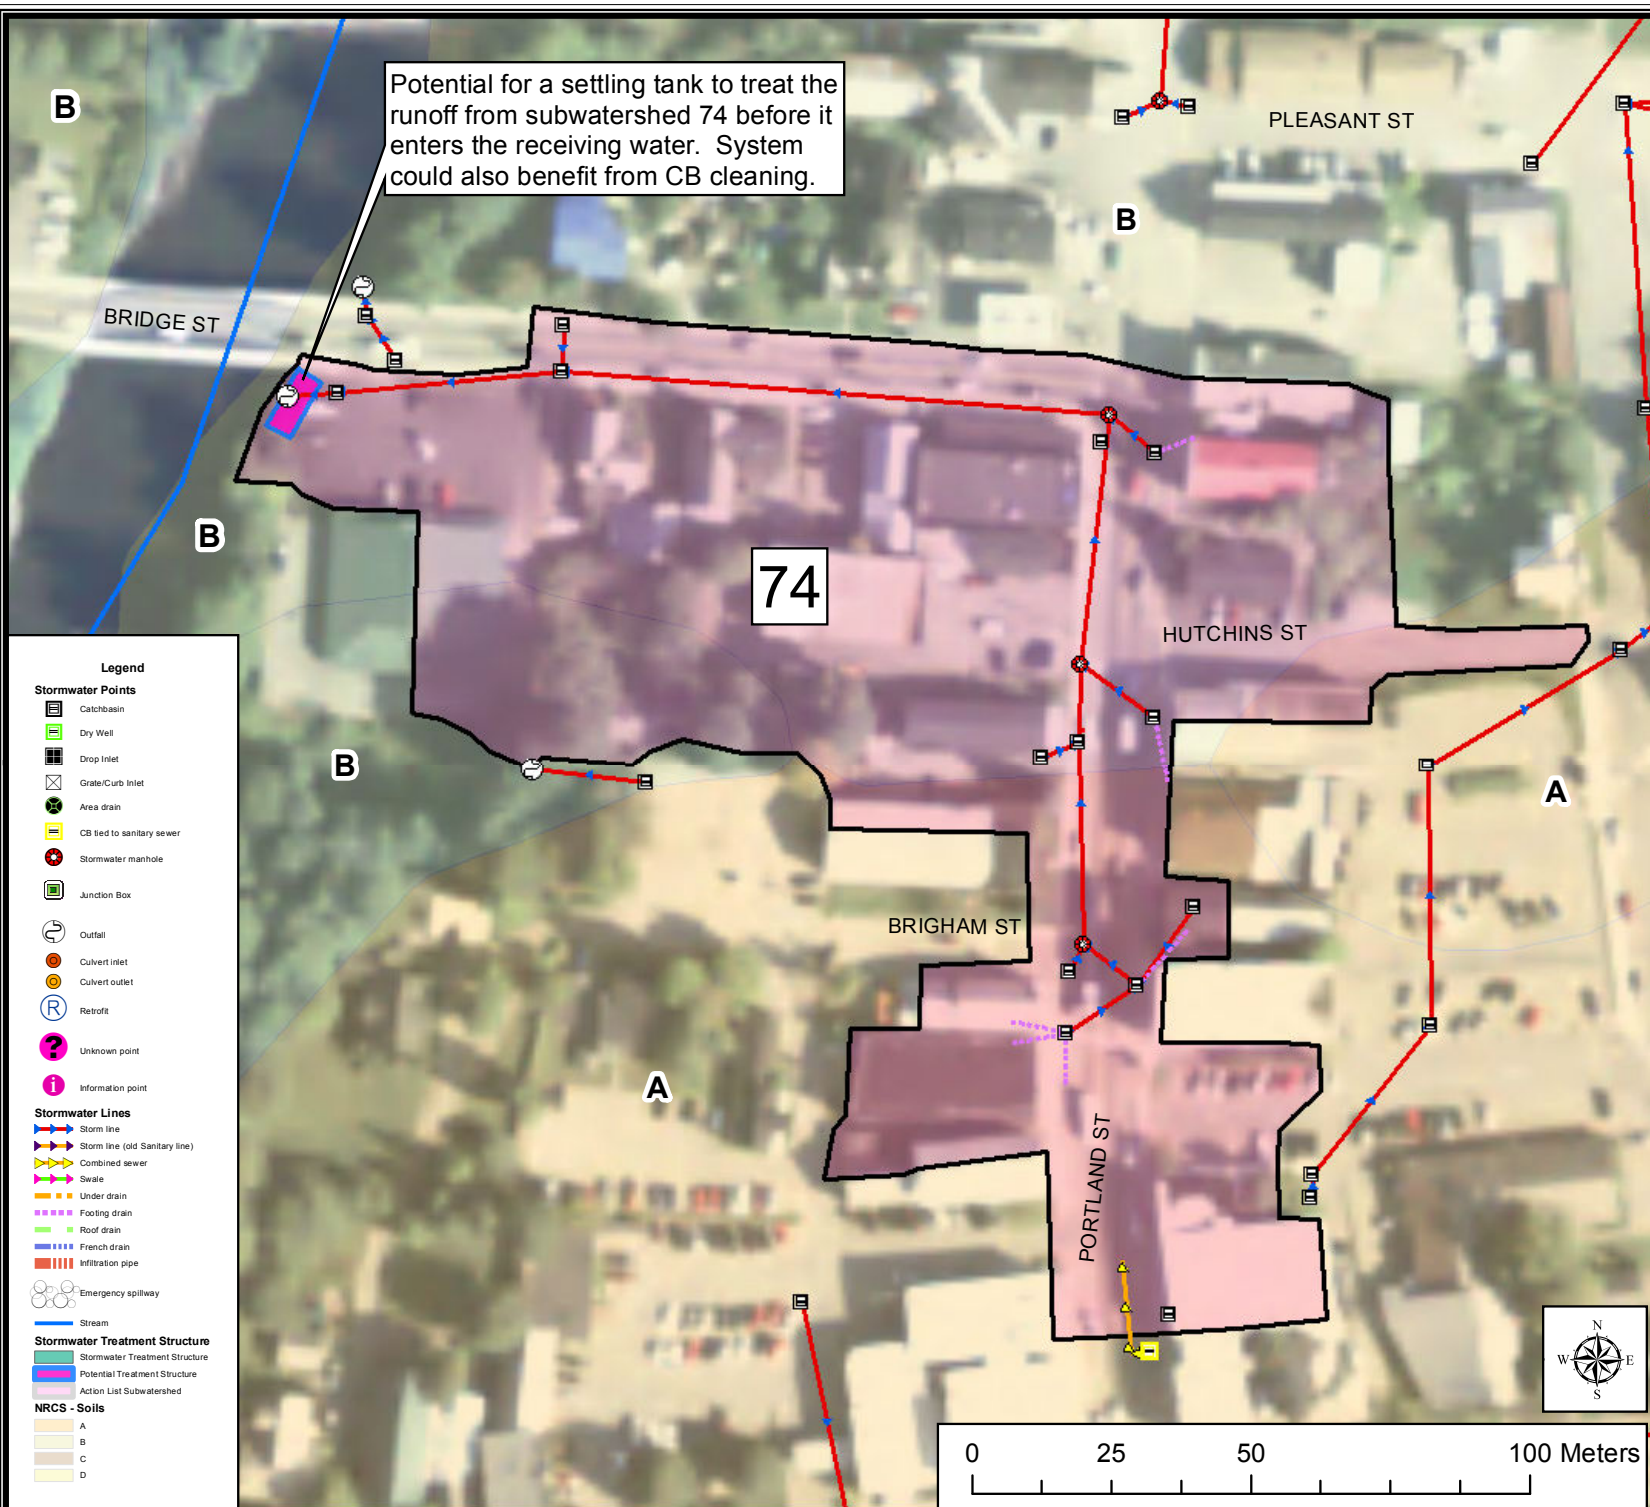 B
Potential for a settling tank to treat the
runoff from subwatershed 74 before it
enters the receiving water.  System
could also benefit from CB cleaning.
PLEASANT ST
B
BRIDGE ST
B
74
HUTCHINS ST
B
A
BRIGHAM ST
A
PORTLAND ST
Legend
Stormwater Points
Catchbasin
Dry Well
Drop Inlet
Grate/Curb Inlet
Area drain
CB tied to sanitary sewer
Stormwater manhole
Junction Box
Outfall
Culvert inlet
Culvert outlet
R Retrofit
? Unknown point
i Information point
Stormwater Lines
Storm line
Storm line (old Sanitary line)
Combined sewer
Swale
Under drain
Footing drain
Roof drain
French drain
Infiltration pipe
Emergency spillway
Stream
Stormwater Treatment Structure
Stormwater Treatment Structure
Potential Treatment Structure
Action List Subwatershed
NRCS - Soils
A
B
C
D
N
W E
S
0 25 50 100 Meters